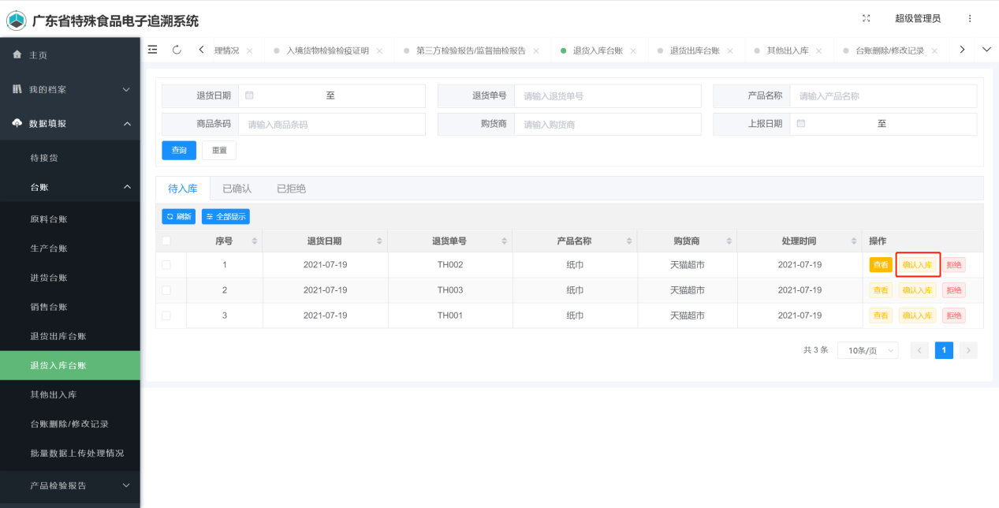 广东省特殊食品电子追溯系统
超级管理员
主页
我的档案
数据填报
待接货
台账
原料台账
生产台账
进货台账
销售台账
退货出库台账
退货入库台账
其他出入库
台账删除/修改记录
批量数据上传处理情况
产品检验报告
理情况 入境货物检验检疫证明 第三方检验报告/监督抽检报告 退货入库台账 退货出库台账 其他出入库 台账删除/修改记录
退货日期 至 退货单号 请输入退货单号 产品名称 请输入产品名称
商品条码 请输入商品条码 购货商 请输入购货商 上报日期 至
查询 重置
待入库 已确认 已拒绝
刷新 全部显示
序号 退货日期 退货单号 产品名称 购货商 处理时间 操作
1 2021-07-19 TH002 纸巾 天猫超市 2021-07-19 查看 确认入库 拒绝
2 2021-07-19 TH003 纸巾 天猫超市 2021-07-19 查看 确认入库 拒绝
3 2021-07-19 TH001 纸巾 天猫超市 2021-07-19 查看 确认入库 拒绝
共 3 条 10条/页 1